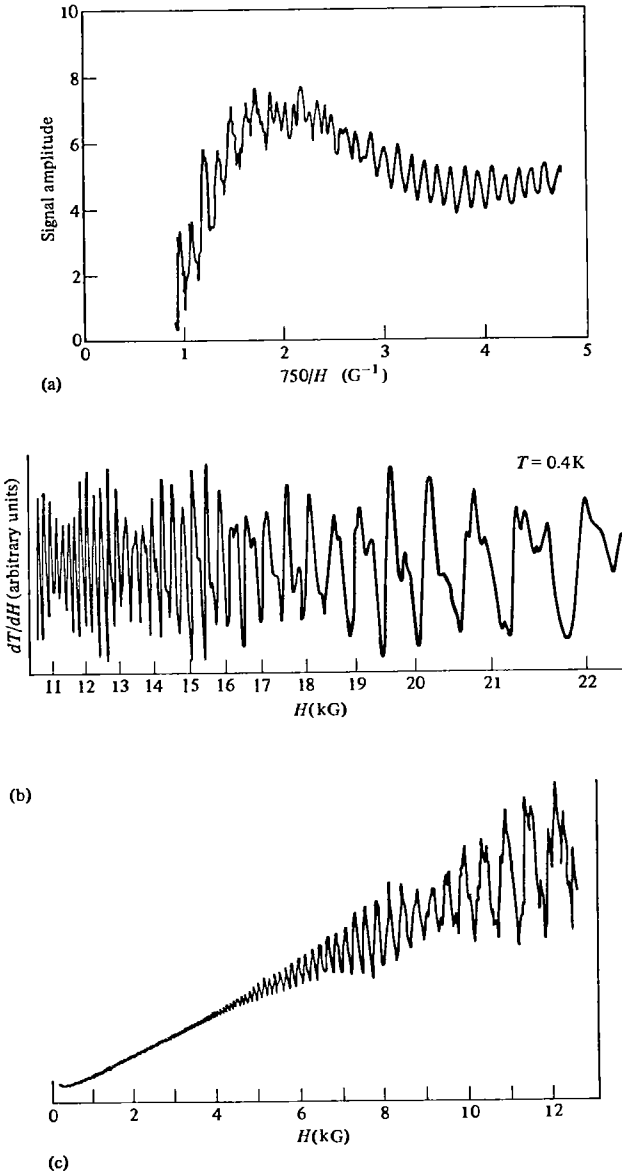 10
8
6
4
2
0
Signal amplitude
0 1 2 3 4 5
750/H (G⁻¹)
(a)
T = 0.4K
dT/dH (arbitrary units)
11 12 13 14 15 16 17 18 19 20 21 22
H(kG)
(b)
0 2 4 6 8 10 12
H(kG)
(c)